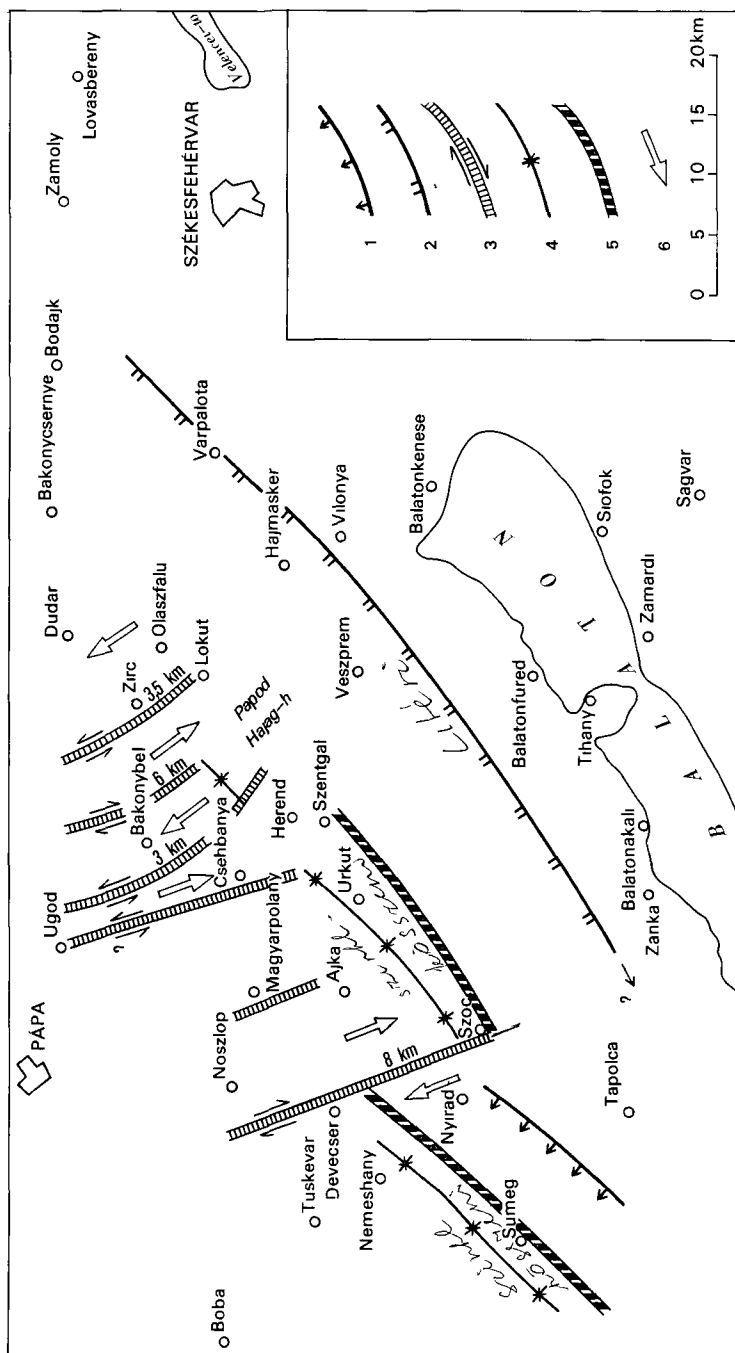 PÁPA
Ugod
Bakonybel
Zirc
Dudar
Olaszfalu
Lokut
3,5 km
6 km
3 km
Papod
Hajag-h
Bakonycsernye
Bodajk
Zamoly
Lovasbereny
Velencei-to
SZÉKESFEHÉRVAR
Varpalota
Hajmasker
Vilonya
Veszprem
Csehbanya
Herend
Szentgal
Magyarpolany
Urkut
Ajka
Noszlop
?
Boba
Tuskevar
Devecser
8 km
Szoc
Nemeshany
Nyirad
Sumeg
Tapolca
?
Zanka
Balatonakali
Tihany
Balatonfured
Balatonkenese
BALATON
Siofok
Zamardi
Sagvar
litéri
1
2
3
4
5
6
0 5 10 15 20km